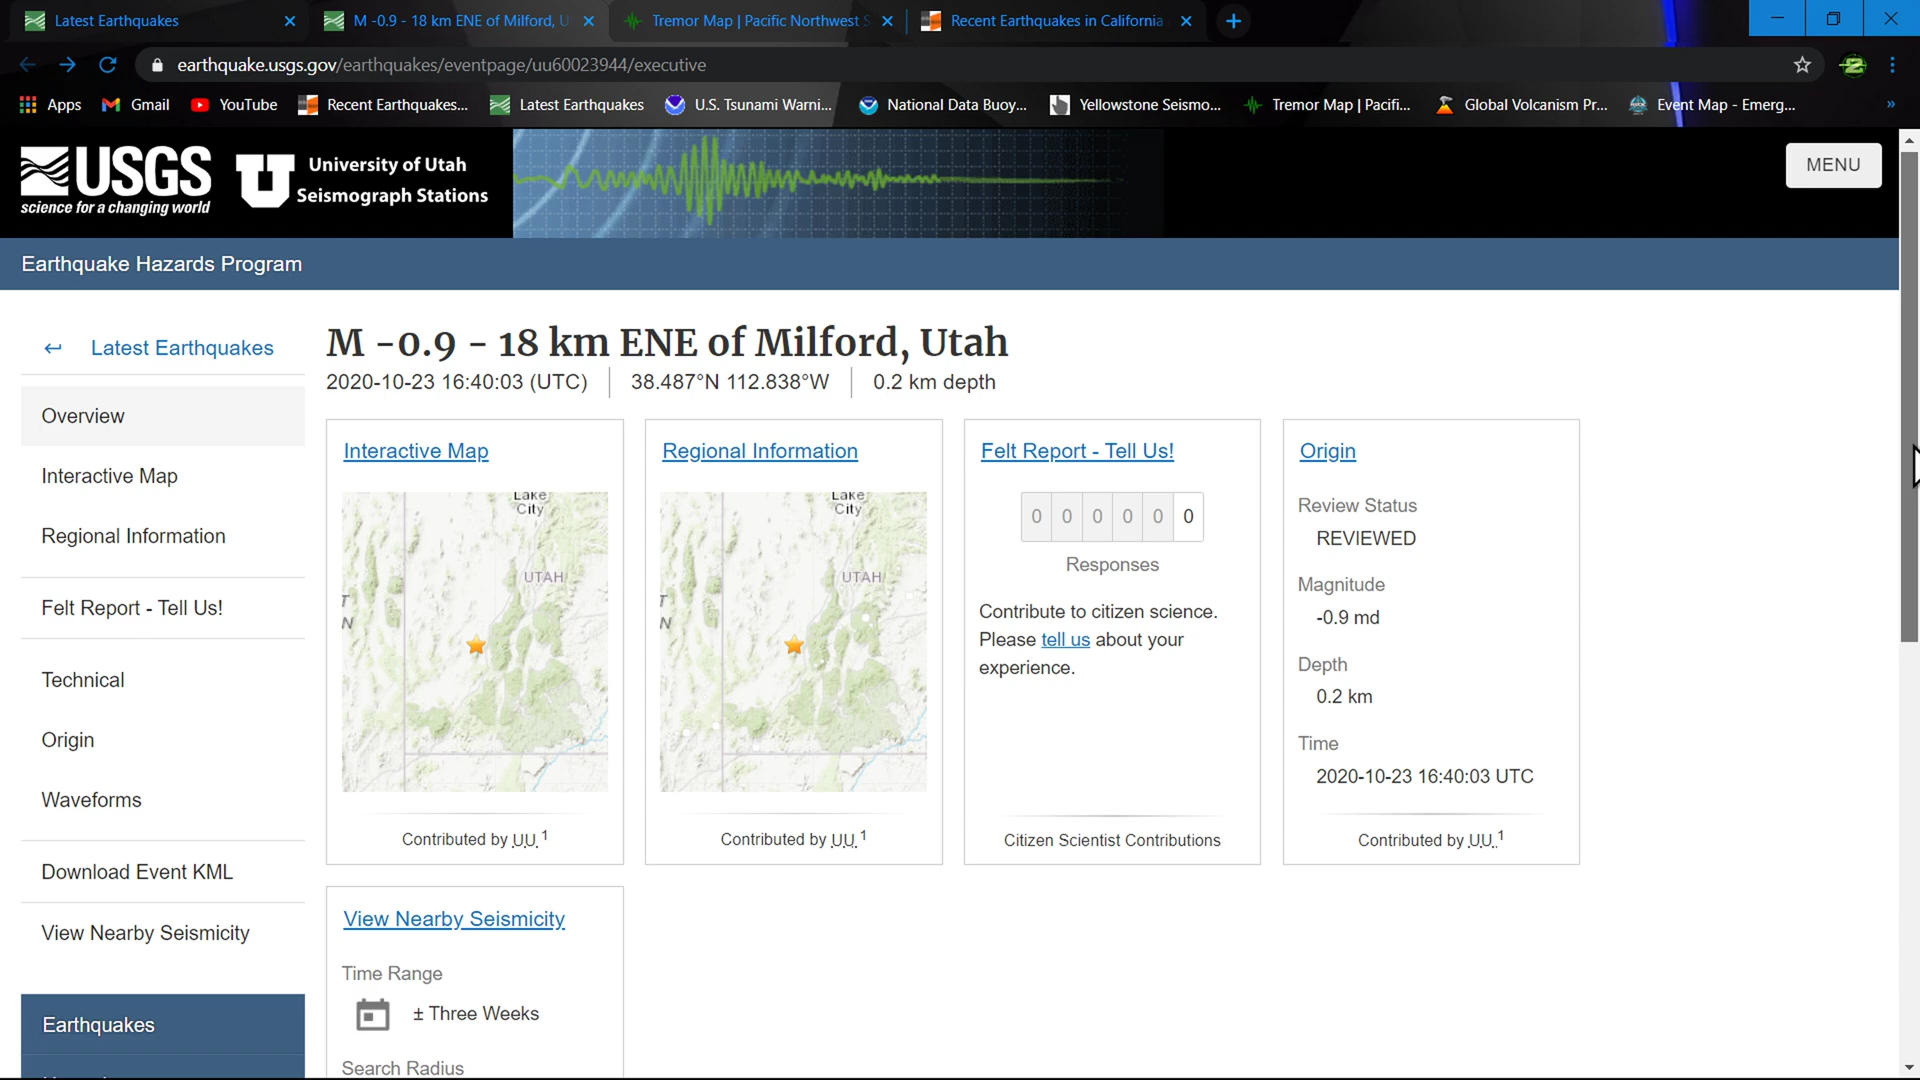 Latest Earthquakes
M -0.9 - 18 km ENE of Milford, U
Tremor Map | Pacific Northwest S
Recent Earthquakes in California
earthquake.usgs.gov/earthquakes/eventpage/uu60023944/executive
Apps
Gmail
YouTube
Recent Earthquakes...
Latest Earthquakes
U.S. Tsunami Warni...
National Data Buoy...
Yellowstone Seismo...
Tremor Map | Pacifi...
Global Volcanism Pr...
Event Map - Emerg...
»
USGS
science for a changing world
U
University of Utah
Seismograph Stations
MENU
Earthquake Hazards Program
Latest Earthquakes
Overview
Interactive Map
Regional Information
Felt Report - Tell Us!
Technical
Origin
Waveforms
Download Event KML
View Nearby Seismicity
Earthquakes
M -0.9 - 18 km ENE of Milford, Utah
2020-10-23 16:40:03 (UTC)
38.487°N 112.838°W
0.2 km depth
Interactive Map
Lake
City
UTAH
N
Contributed by UU 1
Regional Information
Lake
City
UTAH
N
Contributed by UU 1
Felt Report - Tell Us!
0 0 0 0 0 0
Responses
Contribute to citizen science.
Please tell us about your
experience.
Citizen Scientist Contributions
Origin
Review Status
REVIEWED
Magnitude
-0.9 md
Depth
0.2 km
Time
2020-10-23 16:40:03 UTC
Contributed by UU 1
View Nearby Seismicity
Time Range
± Three Weeks
Search Radius